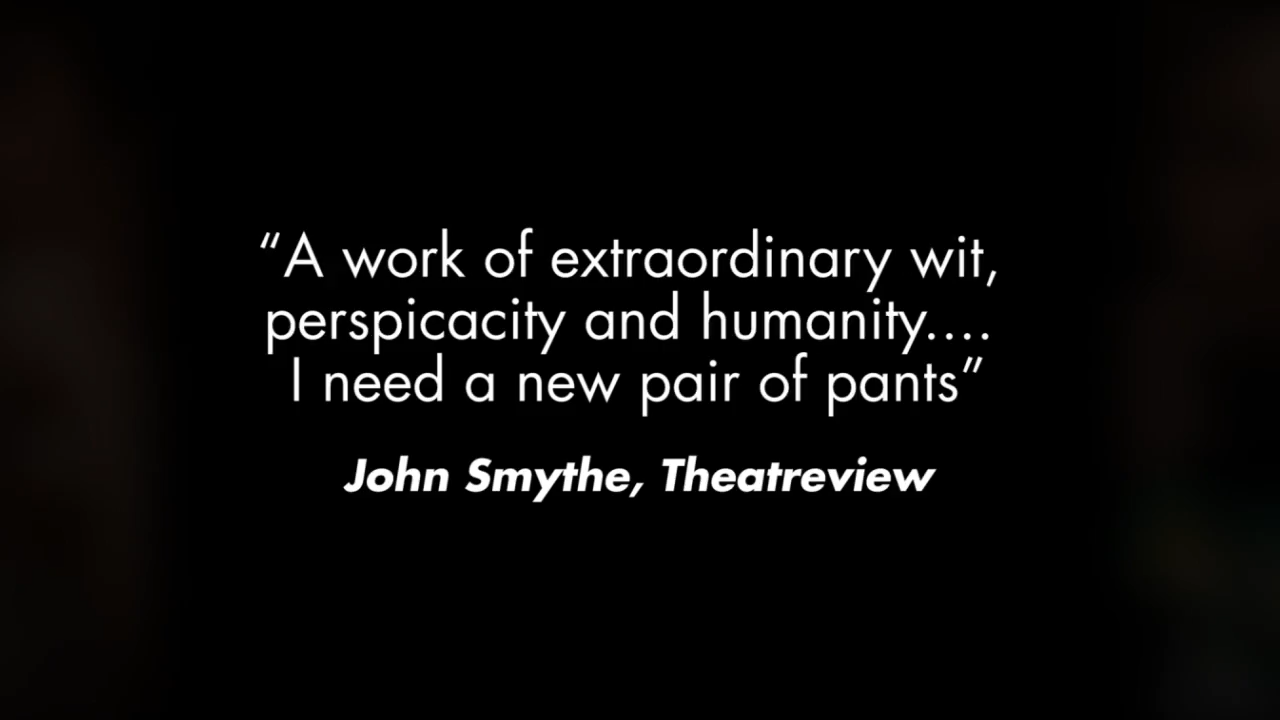 “A work of extraordinary wit,
perspicacity and humanity....
I need a new pair of pants”
John Smythe, Theatreview